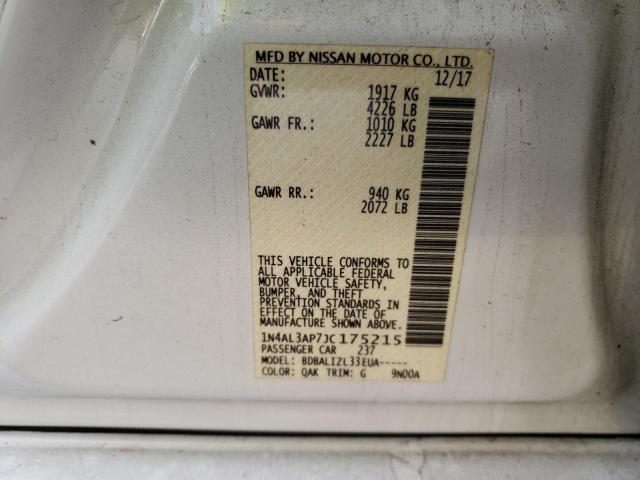 MFD BY NISSAN MOTOR CO., LTD.
DATE: 12/17
GVWR: 1917 KG
4226 LB
GAWR FR.: 1010 KG
2227 LB
GAWR RR.: 940 KG
2072 LB
THIS VEHICLE CONFORMS TO
ALL APPLICABLE FEDERAL
MOTOR VEHICLE SAFETY,
BUMPER, AND THEFT
PREVENTION STANDARDS IN
EFFECT ON THE DATE OF
MANUFACTURE SHOWN ABOVE.
1N4AL3AP7JC175215
PASSENGER CAR 237
MODEL: BDBALIZL33EUA-----
COLOR: QAK TRIM: G 9N00A